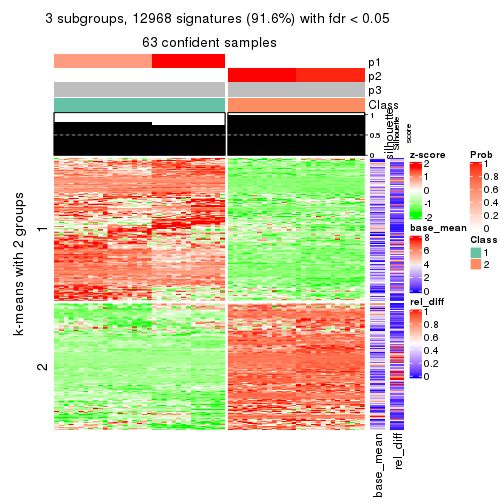 3 subgroups, 12968 signatures (91.6%) with fdr < 0.05
63 confident samples
p1
p2
p3
Class
silhouette
Silhouette
score
1
0.5
0
k-means with 2 groups
1
2
base_mean
rel_diff
z-score
2
1
0
-1
-2
base_mean
8
6
4
2
0
rel_diff
1
0.8
0.6
0.4
0.2
0
Prob
1
0.8
0.6
0.4
0.2
0
Class
1
2